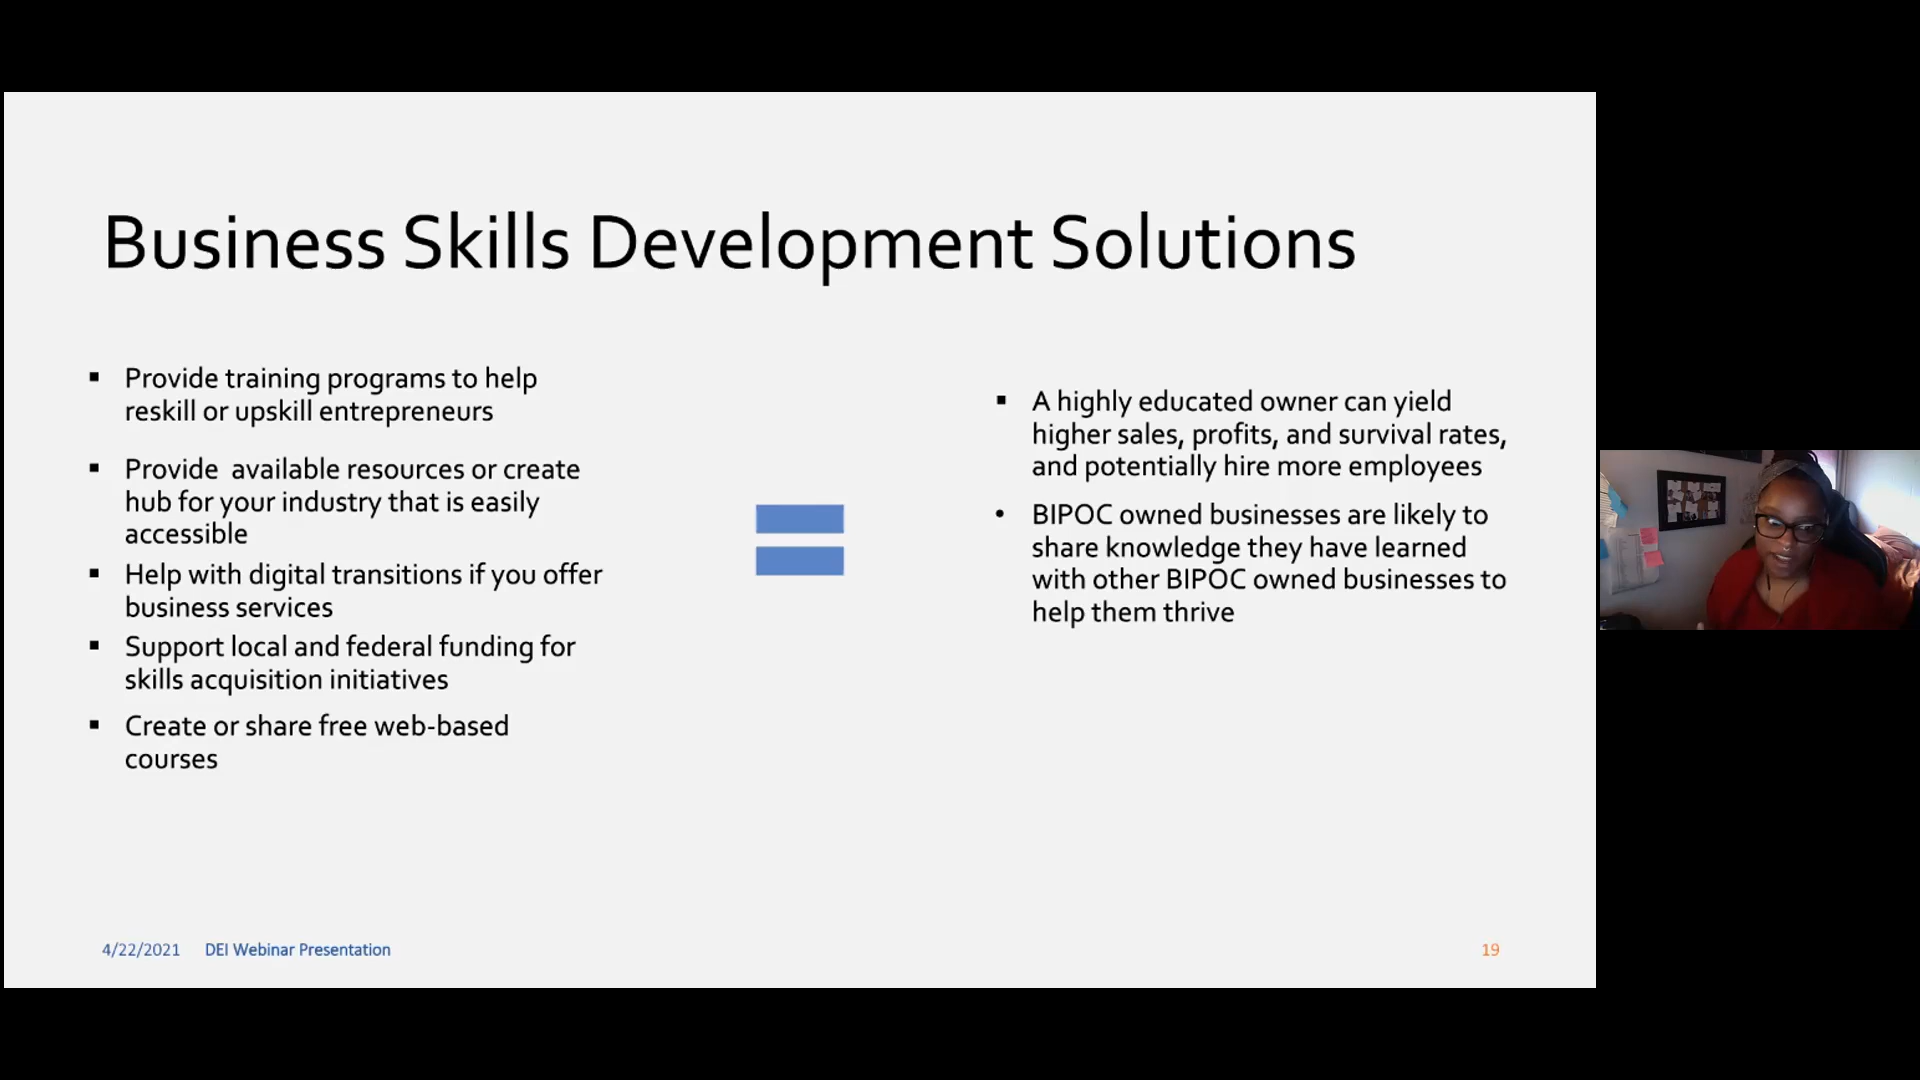 Business Skills Development Solutions
Provide training programs to help
reskill or upskill entrepreneurs
Provide  available resources or create
hub for your industry that is easily
accessible
Help with digital transitions if you offer
business services
Support local and federal funding for
skills acquisition initiatives
Create or share free web-based
courses
A highly educated owner can yield
higher sales, profits, and survival rates,
and potentially hire more employees
BIPOC owned businesses are likely to
share knowledge they have learned
with other BIPOC owned businesses to
help them thrive
4/22/2021 DEI Webinar Presentation
19